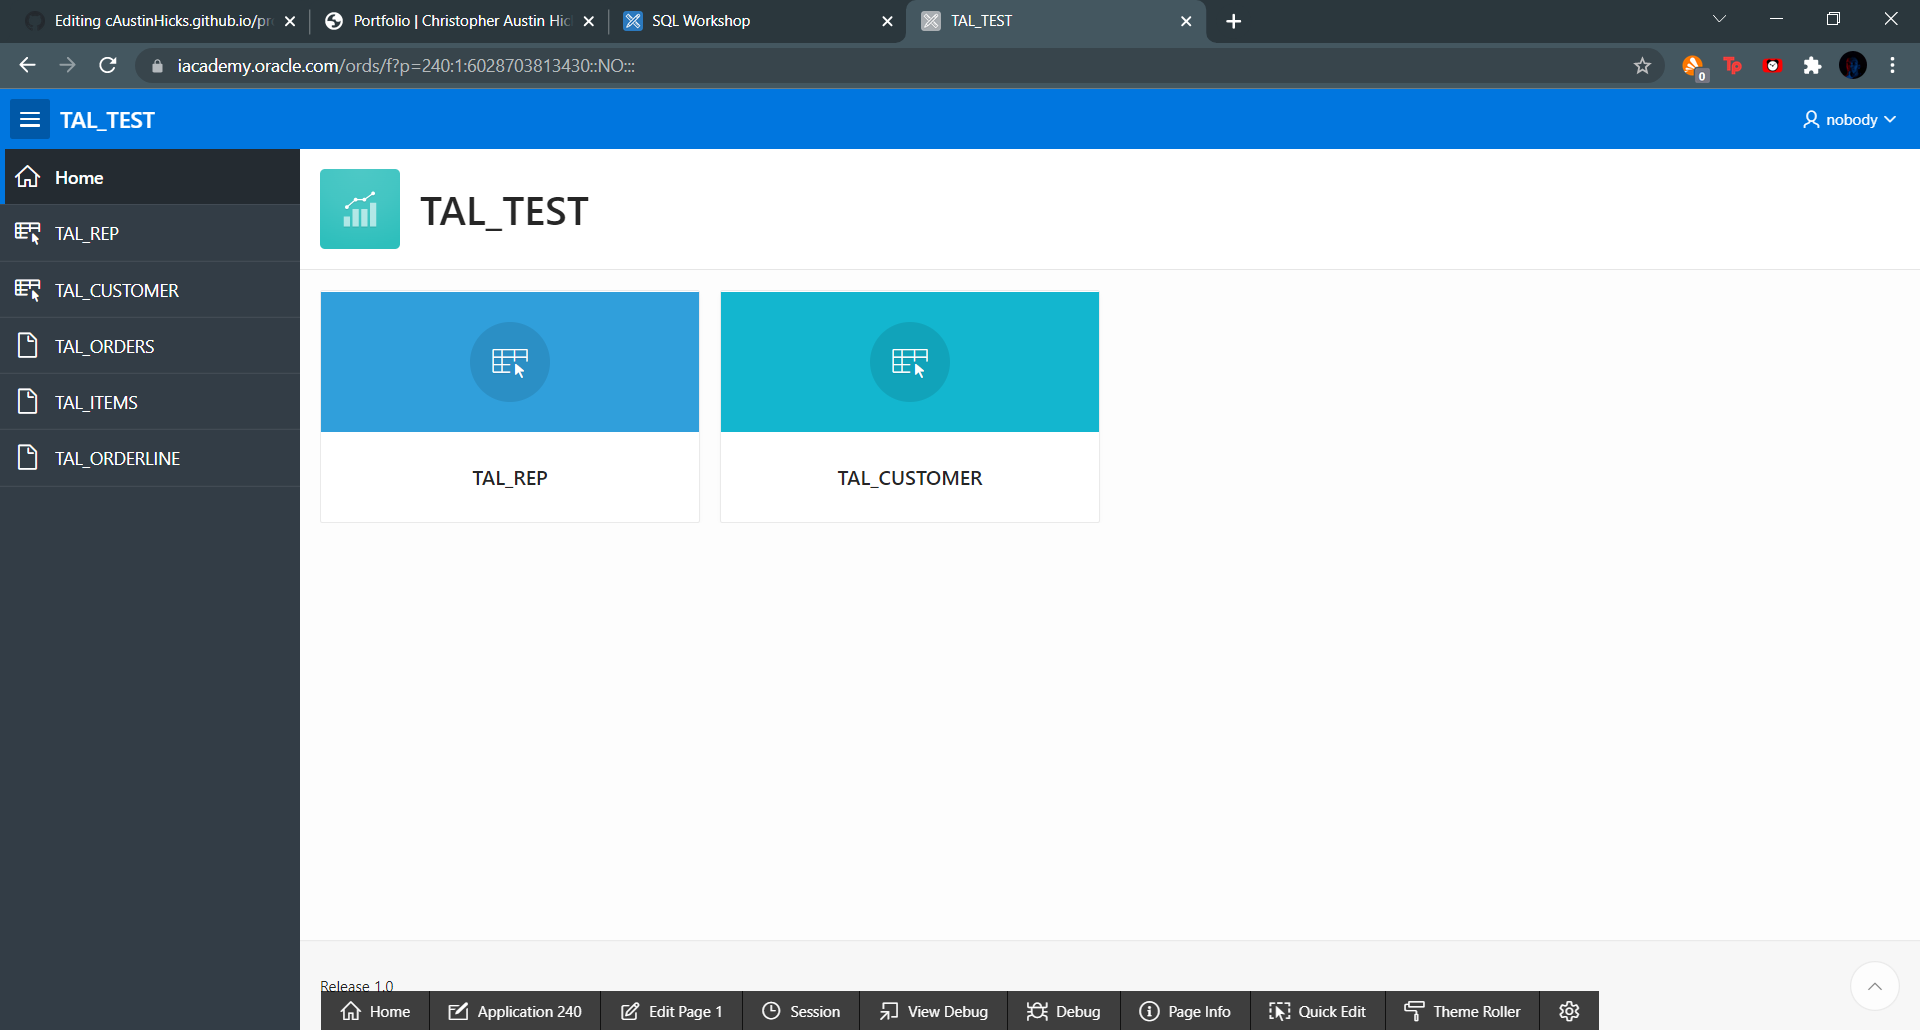 Editing cAustinHicks.github.io/pr
Portfolio | Christopher Austin Hic
SQL Workshop
TAL_TEST
iacademy.oracle.com/ords/f?p=240:1:6028703813430::NO:::
0
Tp
TAL_TEST
nobody
Home
TAL_REP
TAL_CUSTOMER
TAL_ORDERS
TAL_ITEMS
TAL_ORDERLINE
TAL_TEST
TAL_REP
TAL_CUSTOMER
Release 1.0
Home
Application 240
Edit Page 1
Session
View Debug
Debug
Page Info
Quick Edit
Theme Roller